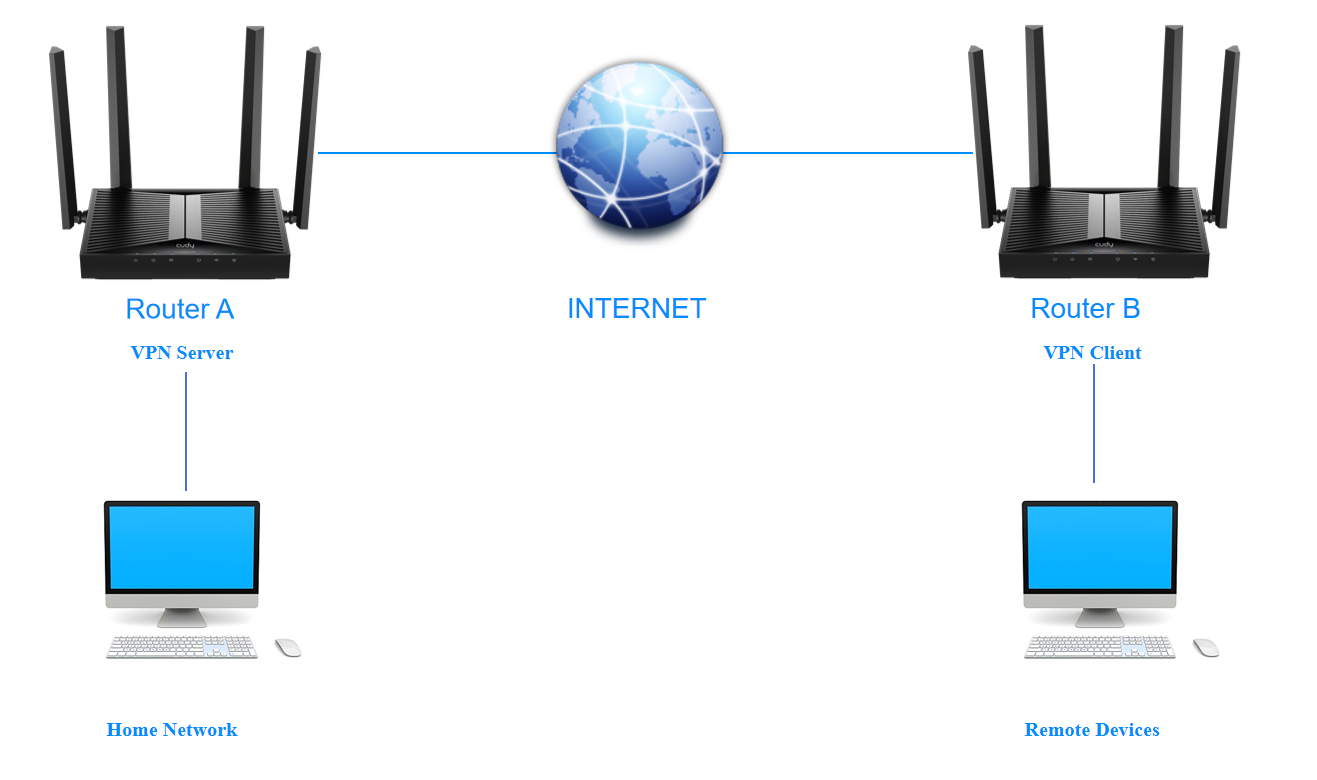 cudy
cudy
Router A
INTERNET
Router B
VPN Server
VPN Client
Home Network
Remote Devices